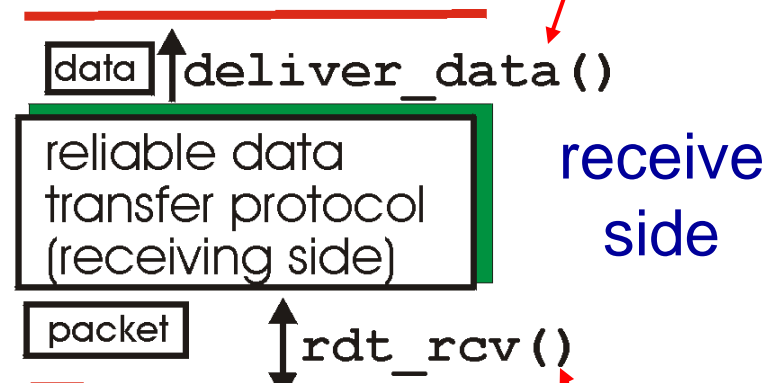 data deliver_data()
reliable data
transfer protocol
(receiving side)
receive
side
packet rdt_rcv()